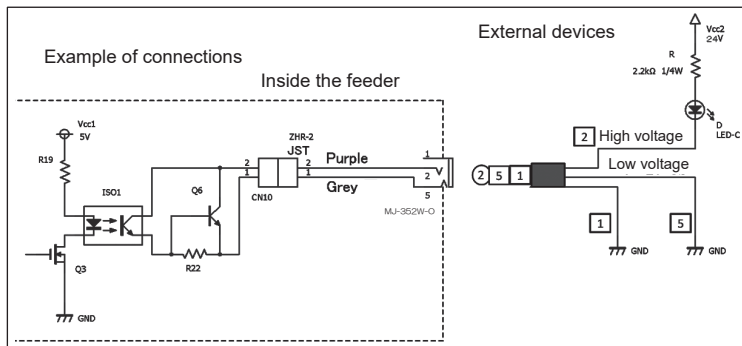 Example of connections
External devices
Inside the feeder
Vcc2
24V
R
2.2kΩ 1/4W
D
LED-C
2 High voltage
Low voltage
Vcc1
5V
R19
ISO1
Q6
ZHR-2
JST
2 2 Purple
1 1 Grey
CN10
1
2
5
MJ-352W-O
2 5 1
R22
Q3
GND
1
GND
5
GND